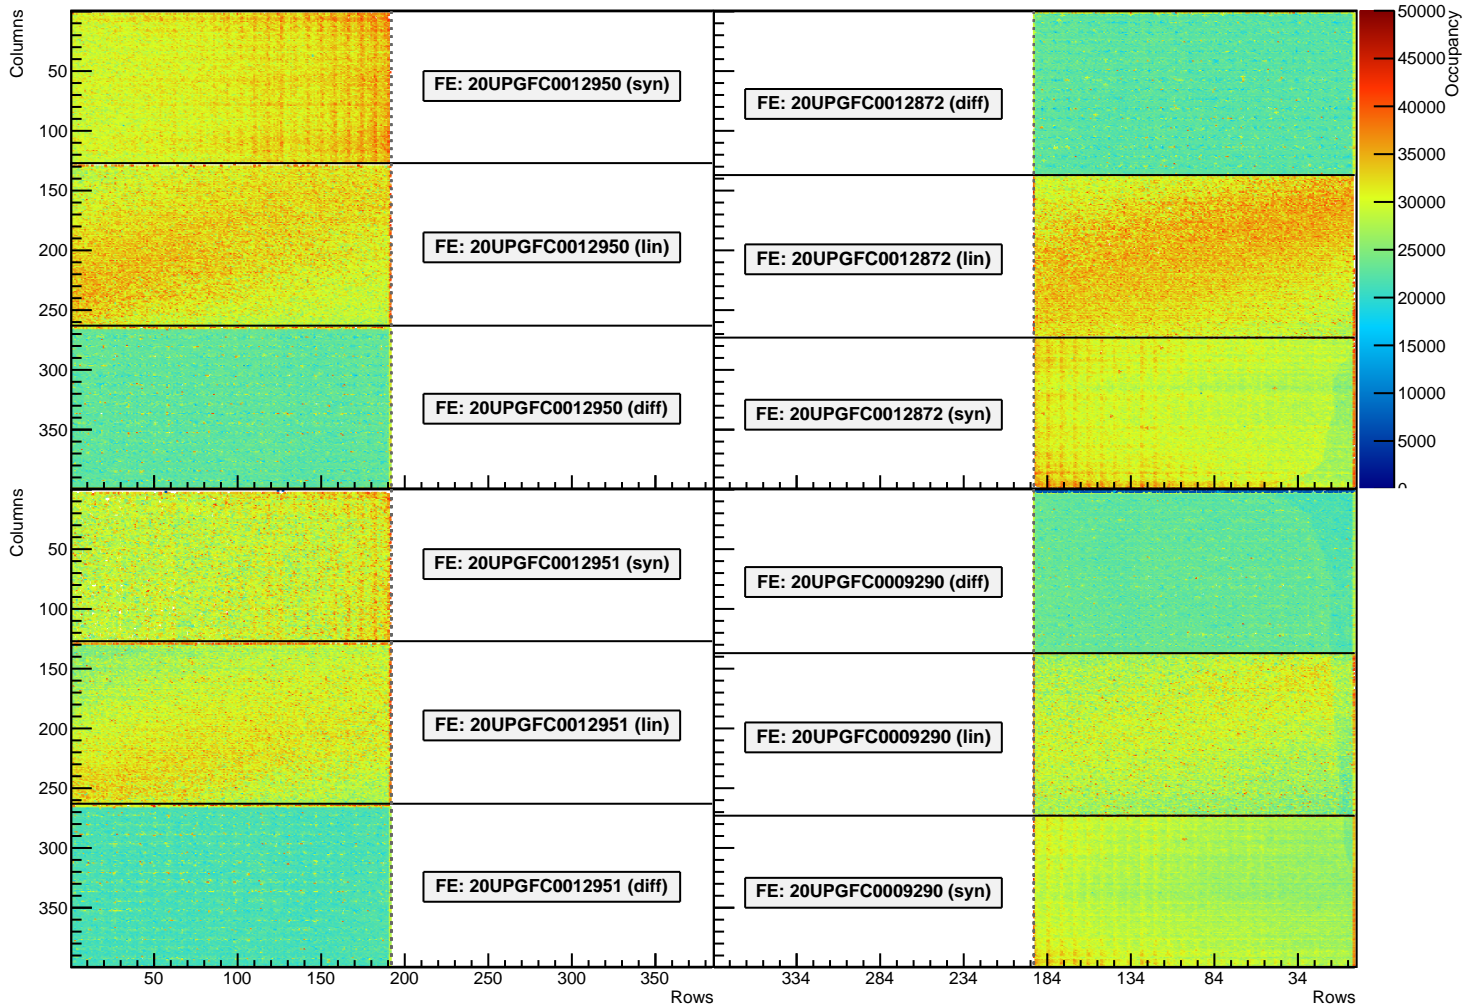 Columns
50
100
150
200
250
300
350
FE: 20UPGFC0012950 (syn)
FE: 20UPGFC0012950 (lin)
FE: 20UPGFC0012950 (diff)
FE: 20UPGFC0012872 (diff)
FE: 20UPGFC0012872 (lin)
FE: 20UPGFC0012872 (syn)
50000
45000
40000
35000
30000
25000
20000
15000
10000
5000
0
Occupancy
Columns
50
100
150
200
250
300
350
FE: 20UPGFC0012951 (syn)
FE: 20UPGFC0012951 (lin)
FE: 20UPGFC0012951 (diff)
FE: 20UPGFC0009290 (diff)
FE: 20UPGFC0009290 (lin)
FE: 20UPGFC0009290 (syn)
50 100 150 200 250 300 350
Rows
334 284 234 184 134 84 34
Rows